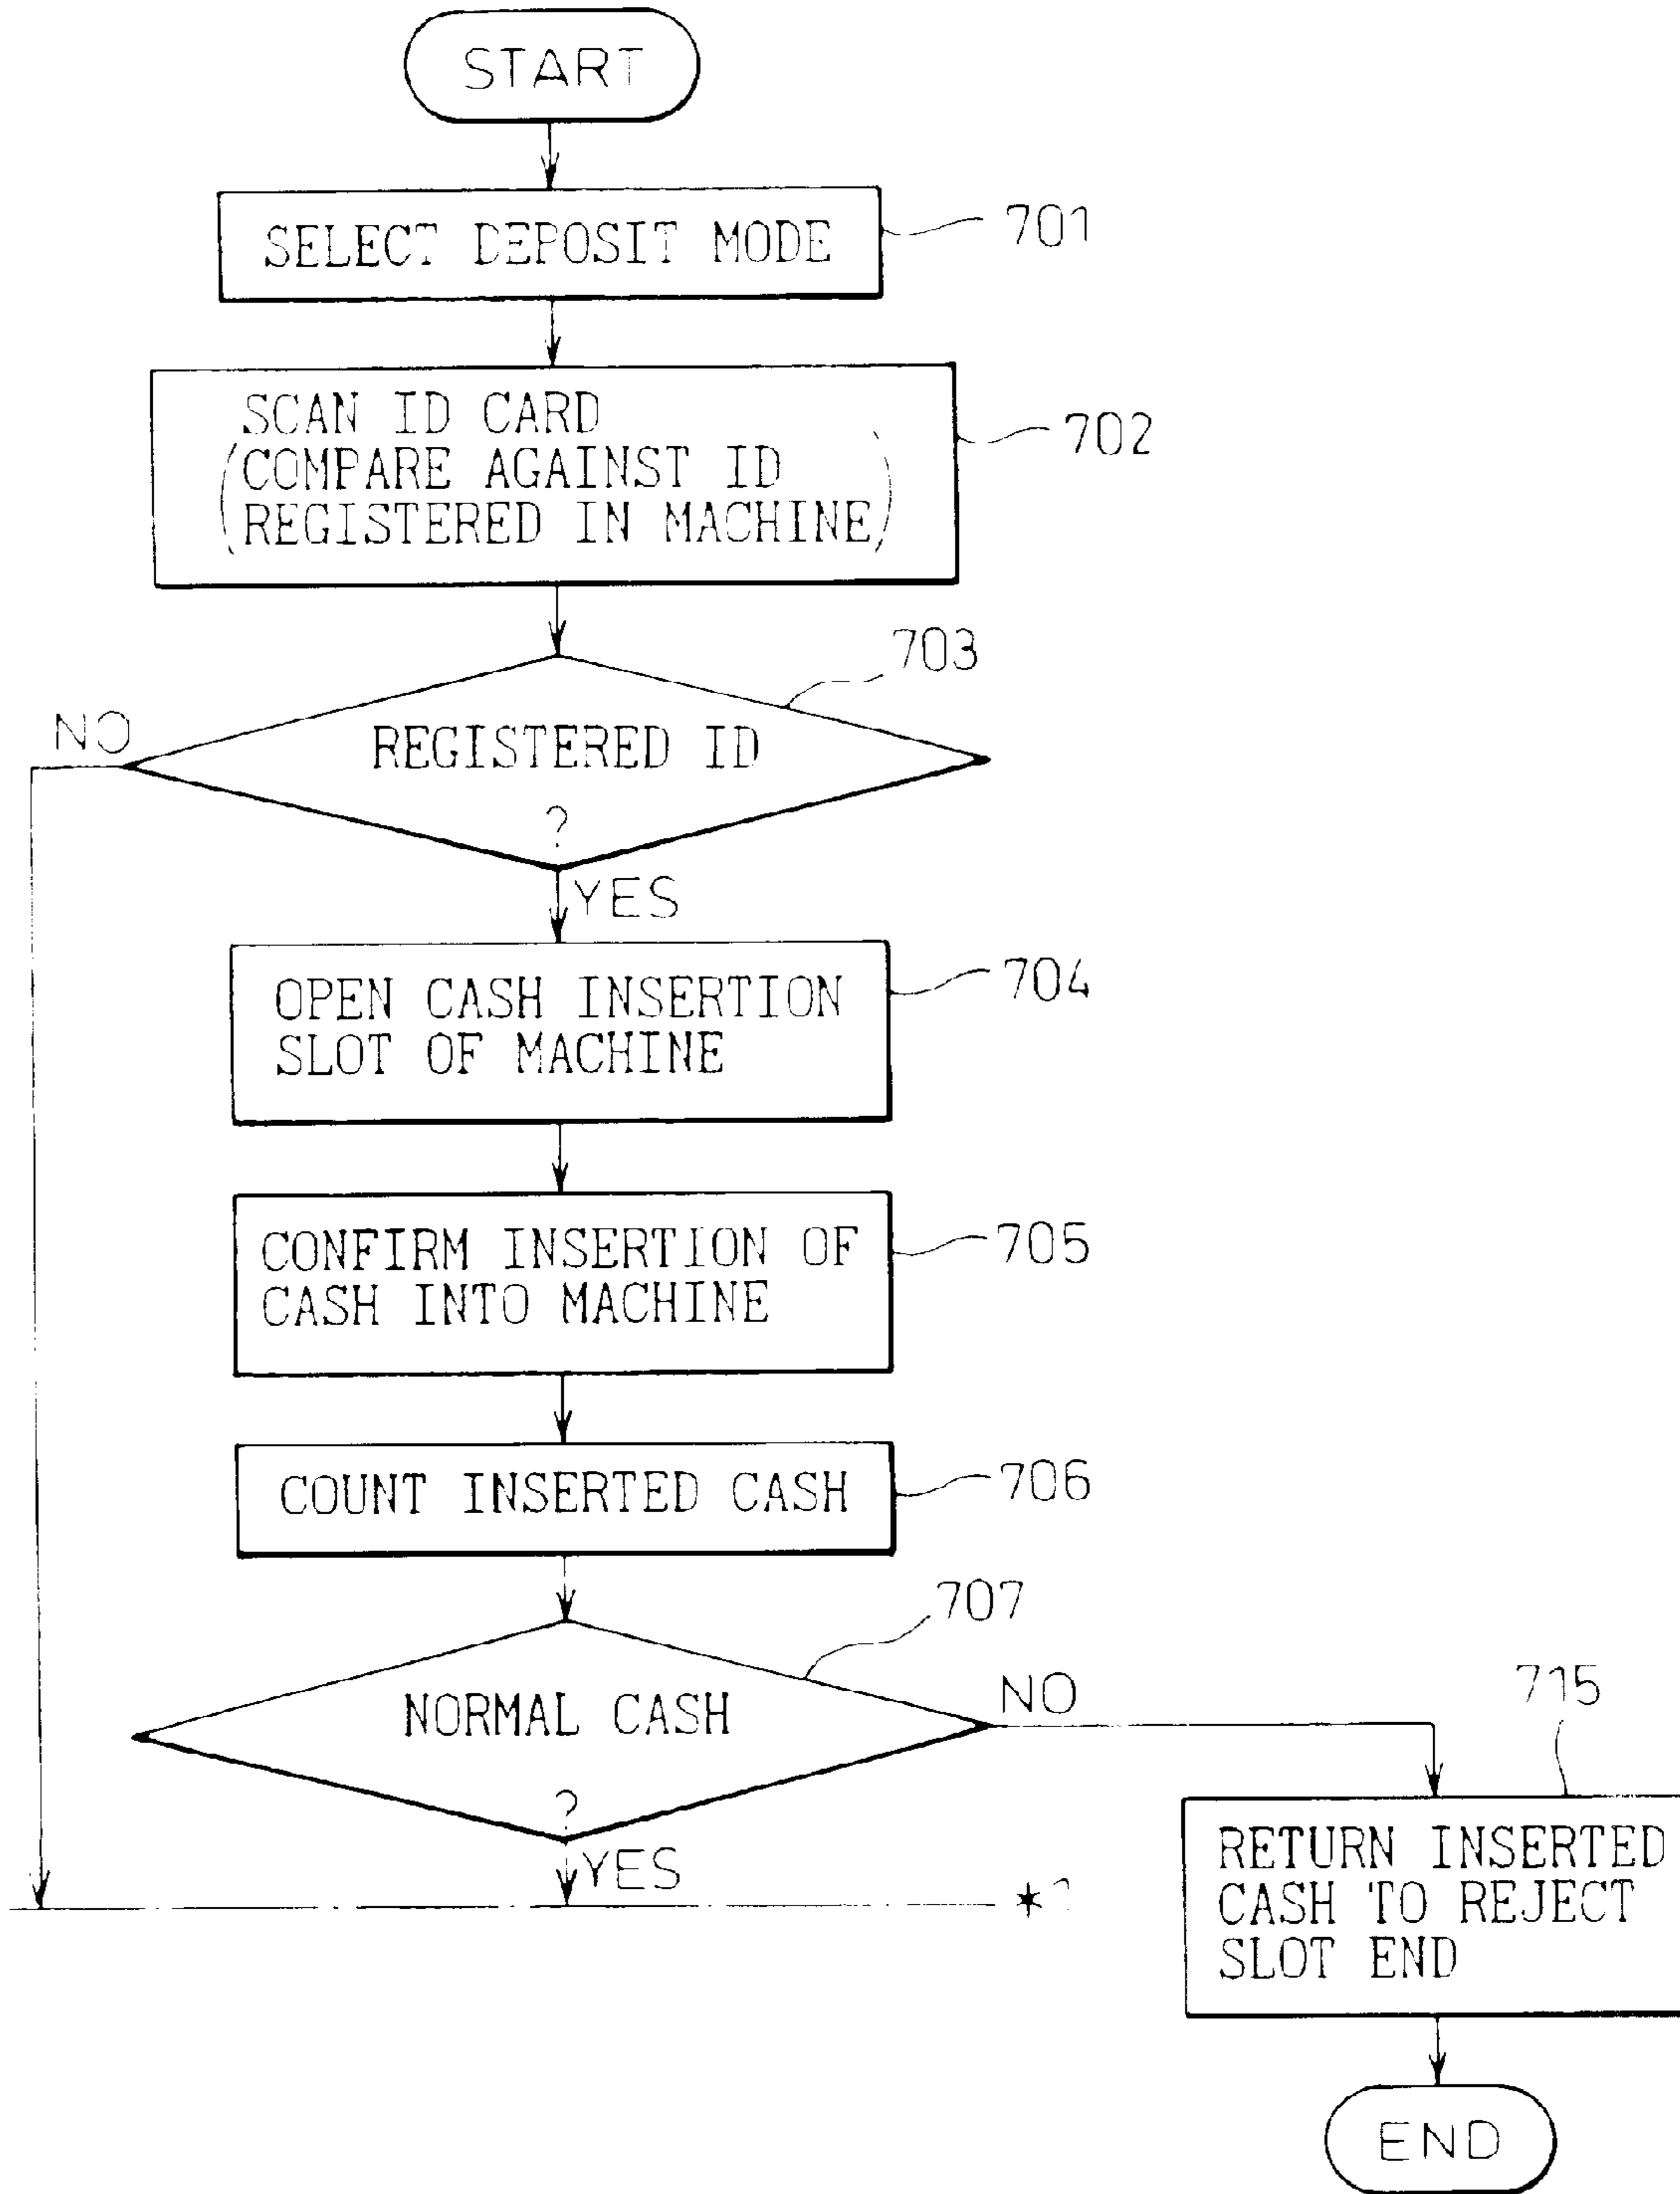 START
SELECT DEPOSIT MODE
701
SCAN ID CARD
(COMPARE AGAINST ID
REGISTERED IN MACHINE)
702
703
NO
REGISTERED ID
?
YES
OPEN CASH INSERTION
SLOT OF MACHINE
704
CONFIRM INSERTION OF
CASH INTO MACHINE
705
COUNT INSERTED CASH
706
707
NORMAL CASH
?
NO
YES
715
RETURN INSERTED
CASH TO REJECT
SLOT END
END